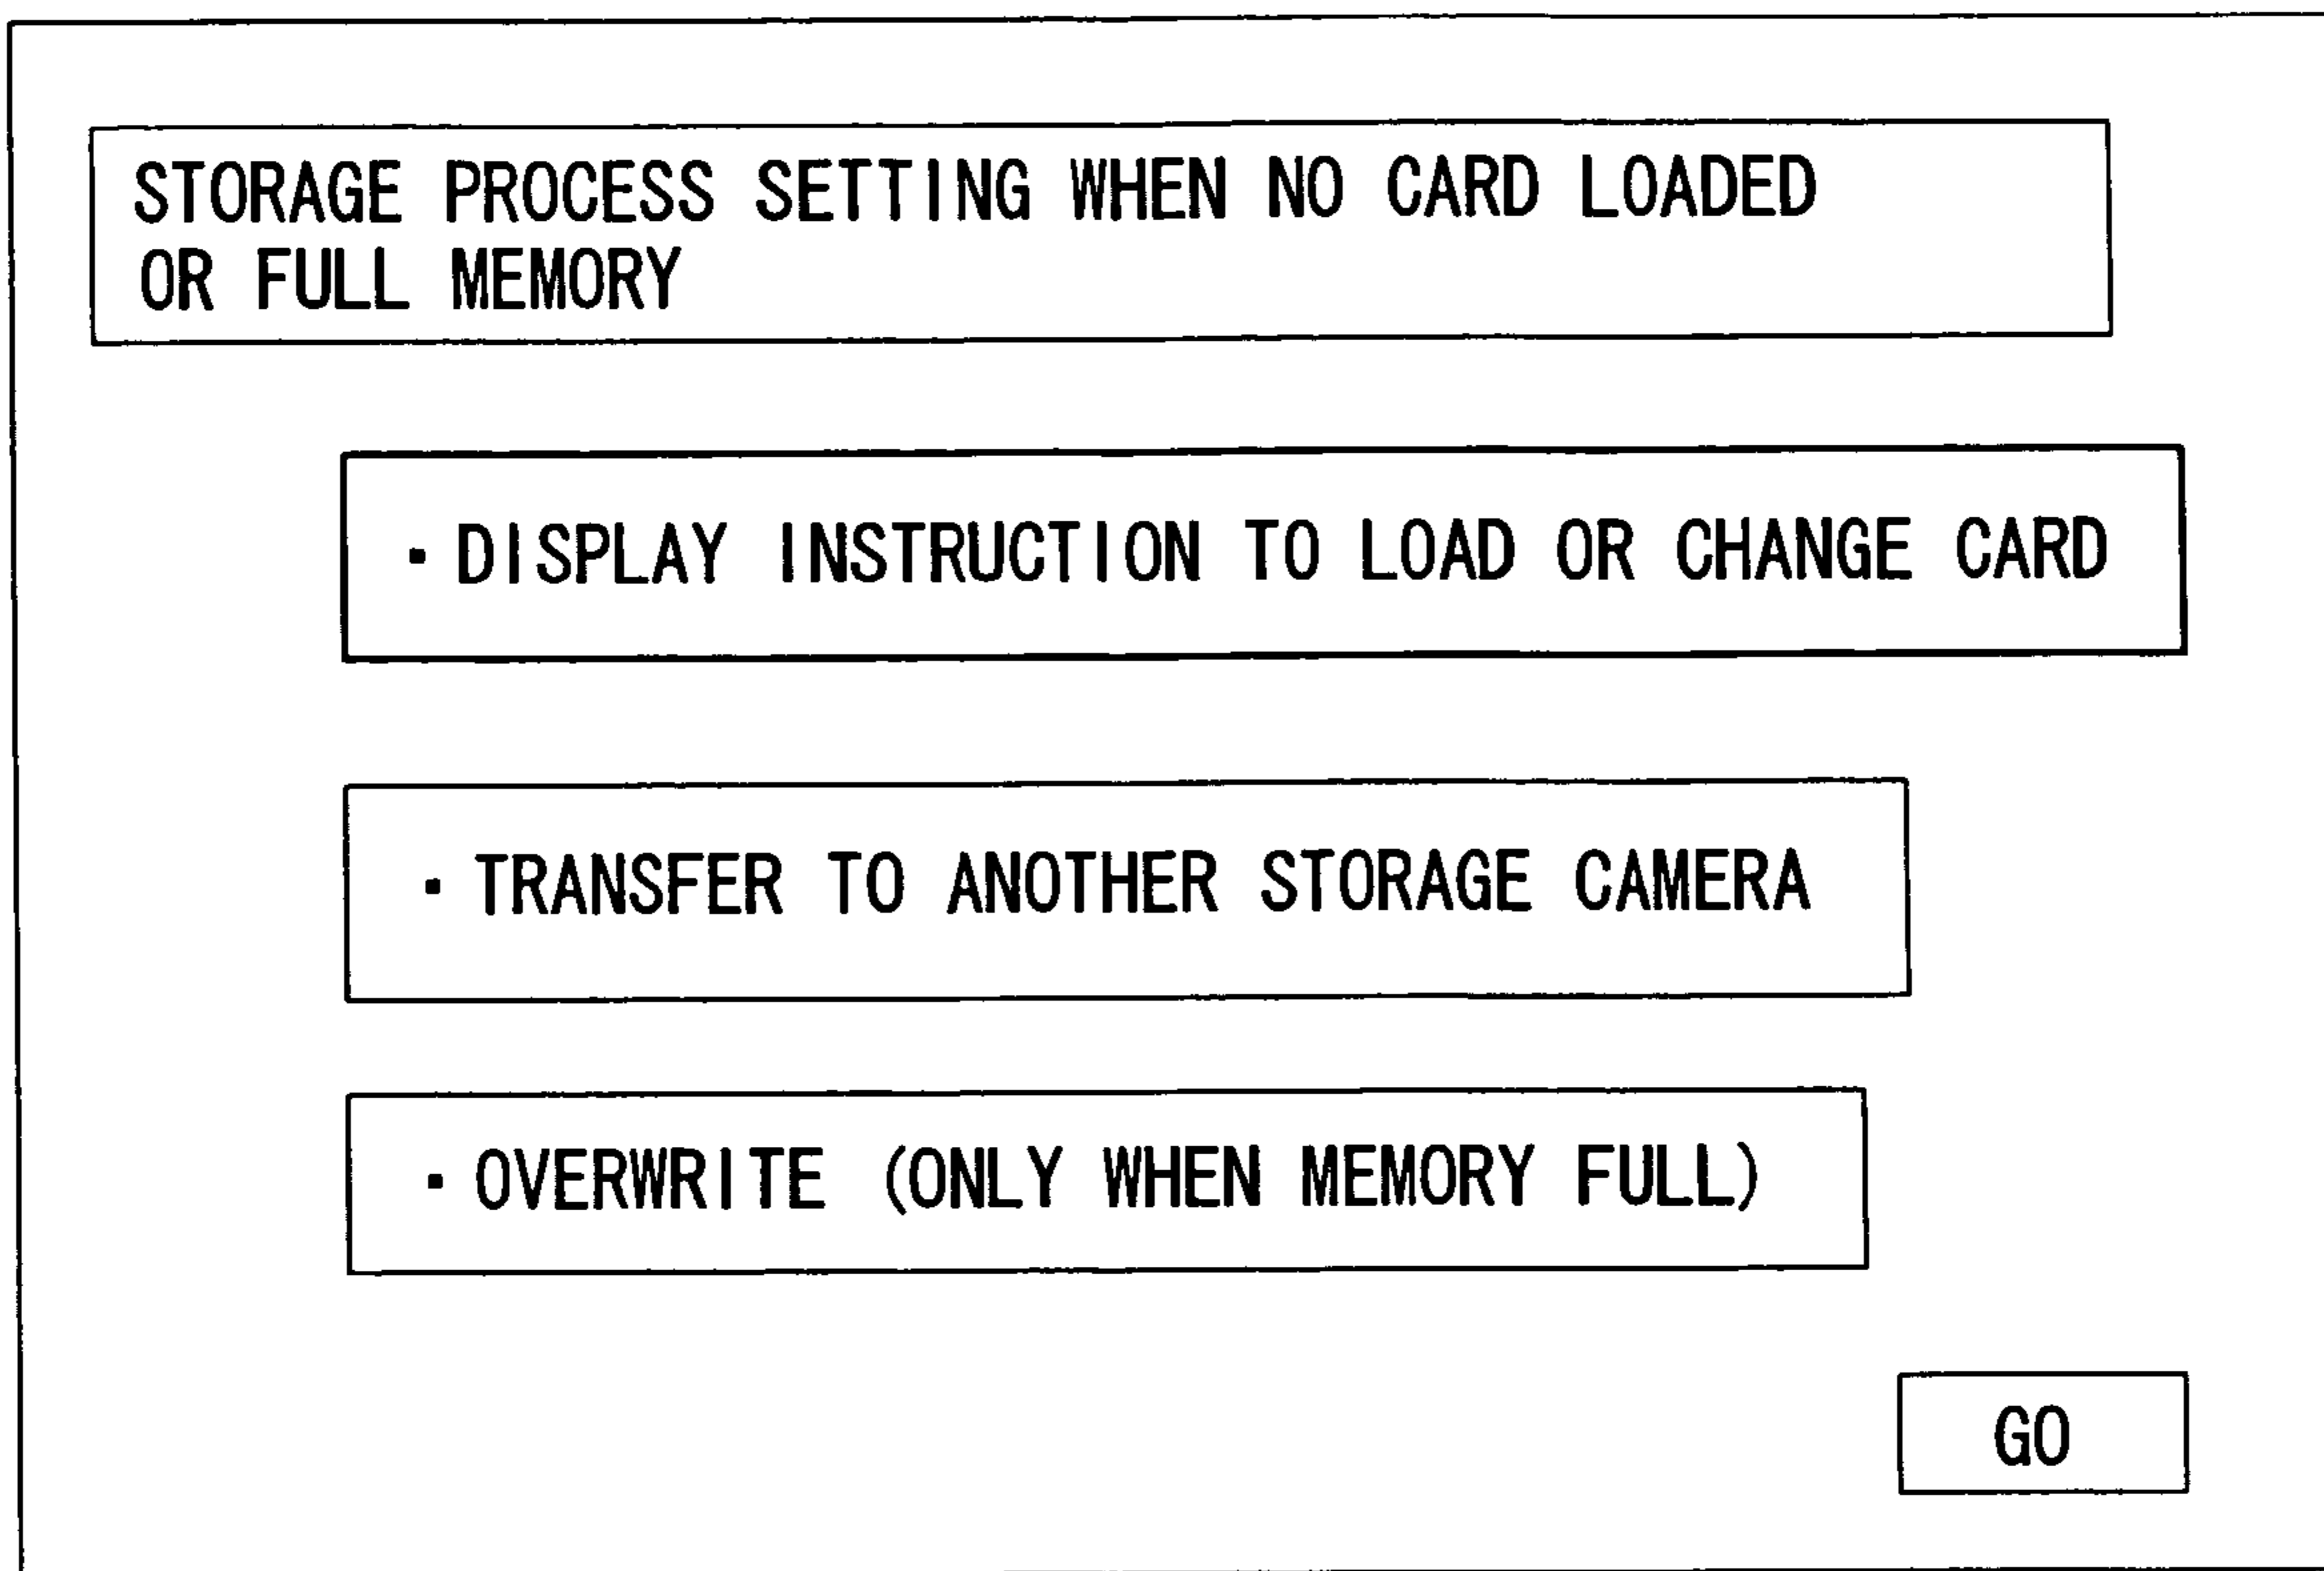 STORAGE PROCESS SETTING WHEN NO CARD LOADED
OR FULL MEMORY
・DISPLAY INSTRUCTION TO LOAD OR CHANGE CARD
・TRANSFER TO ANOTHER STORAGE CAMERA
・OVERWRITE (ONLY WHEN MEMORY FULL)
GO